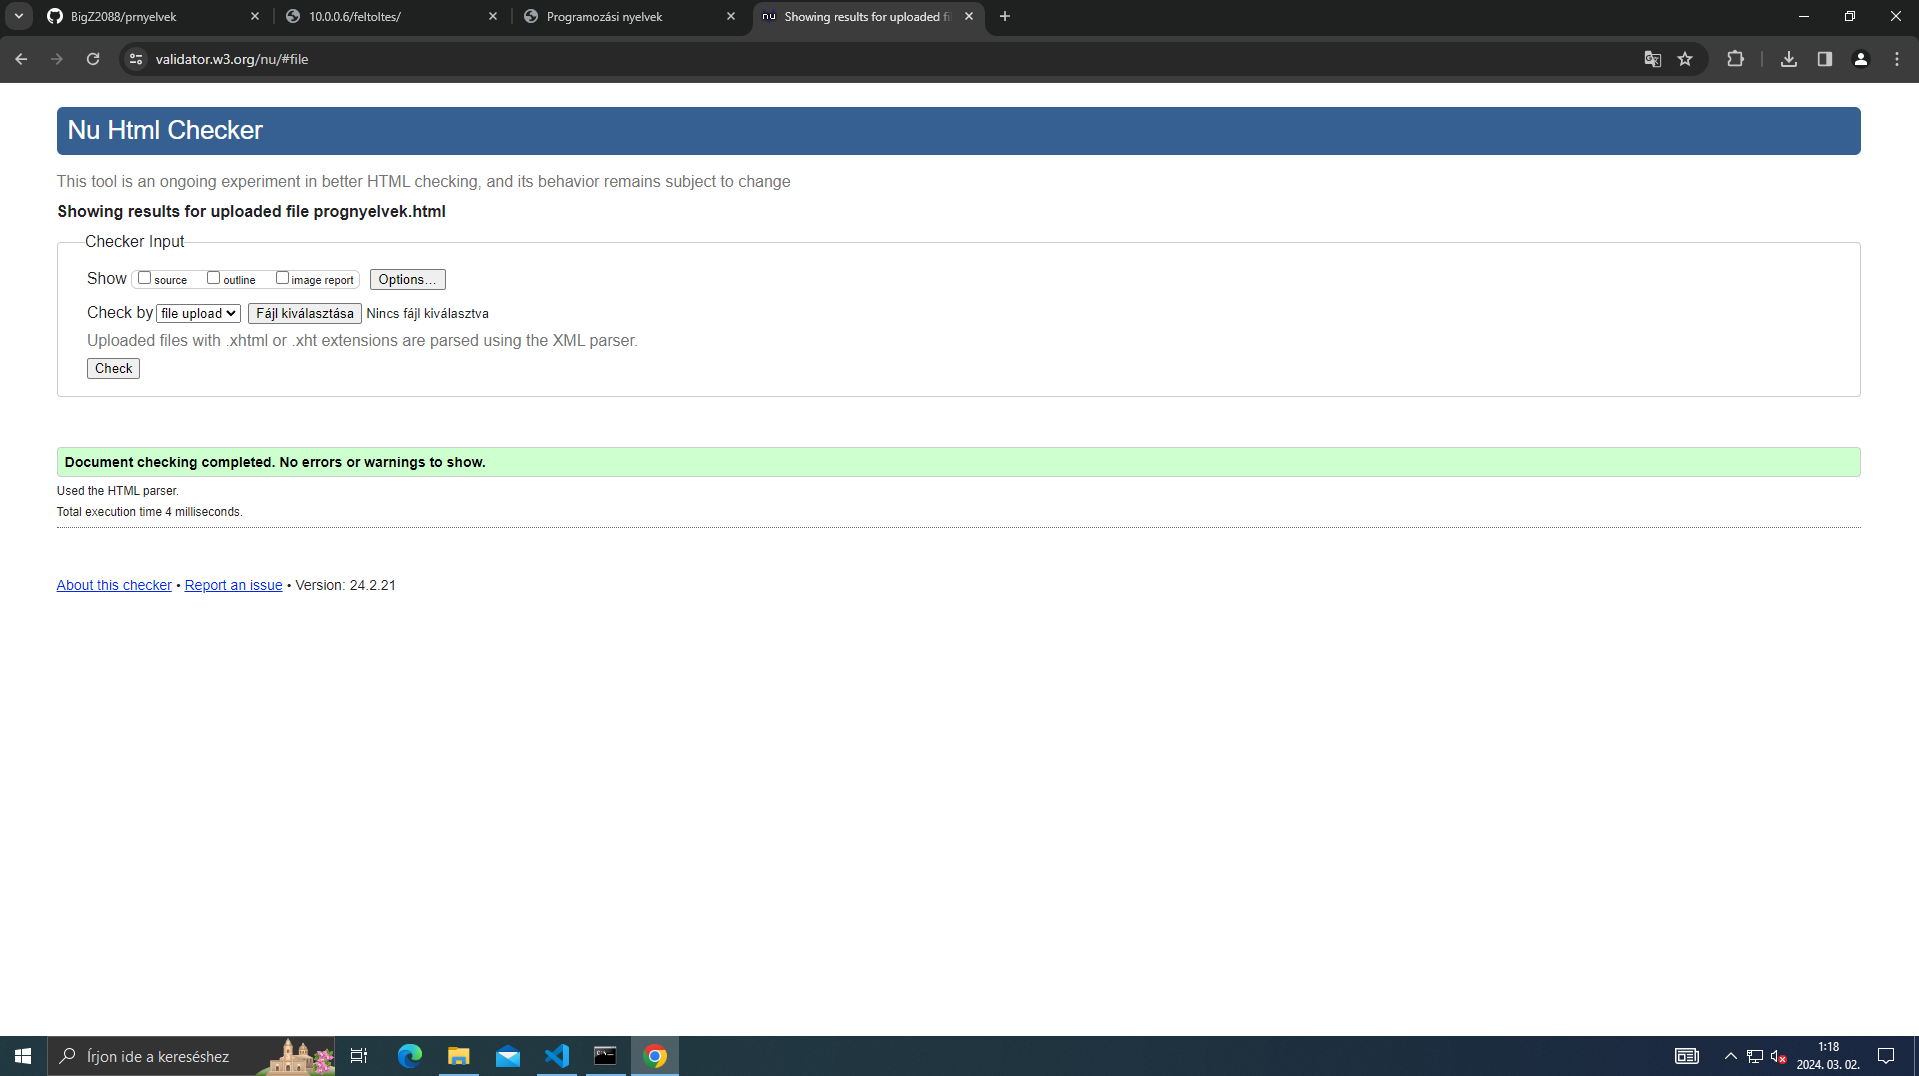 BigZ2088/prnyelvek
10.0.0.6/feltoltes/
Programozási nyelvek
nu Showing results for uploaded fi
validator.w3.org/nu/#file
Nu Html Checker
This tool is an ongoing experiment in better HTML checking, and its behavior remains subject to change
Showing results for uploaded file prognyelvek.html
Checker Input
Show source outline image report Options...
Check by file upload Fájl kiválasztása Nincs fájl kiválasztva
Uploaded files with .xhtml or .xht extensions are parsed using the XML parser.
Check
Document checking completed. No errors or warnings to show.
Used the HTML parser.
Total execution time 4 milliseconds.
About this checker • Report an issue • Version: 24.2.21
Írjon ide a kereséshez
1:18
2024. 03. 02.